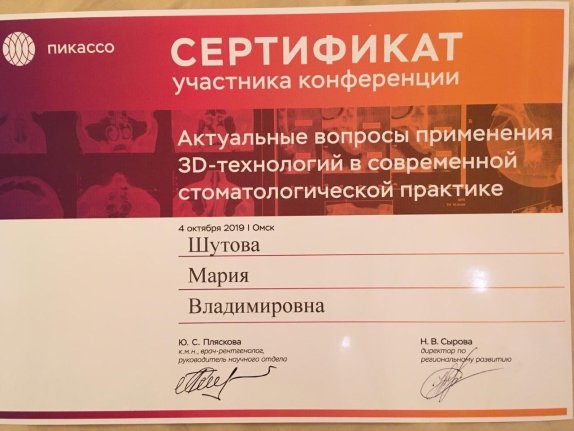 пикассо
СЕРТИФИКАТ
участника конференции
Актуальные вопросы применения
3D-технологий в современной
стоматологической практике
4 октября 2019 | Омск
Шутова
Мария
Владимировна
Ю. С. Пляскова
к.м.н., врач-рентгенолог,
руководитель научного отдела
Н. В. Сырова
директор по
региональному развитию